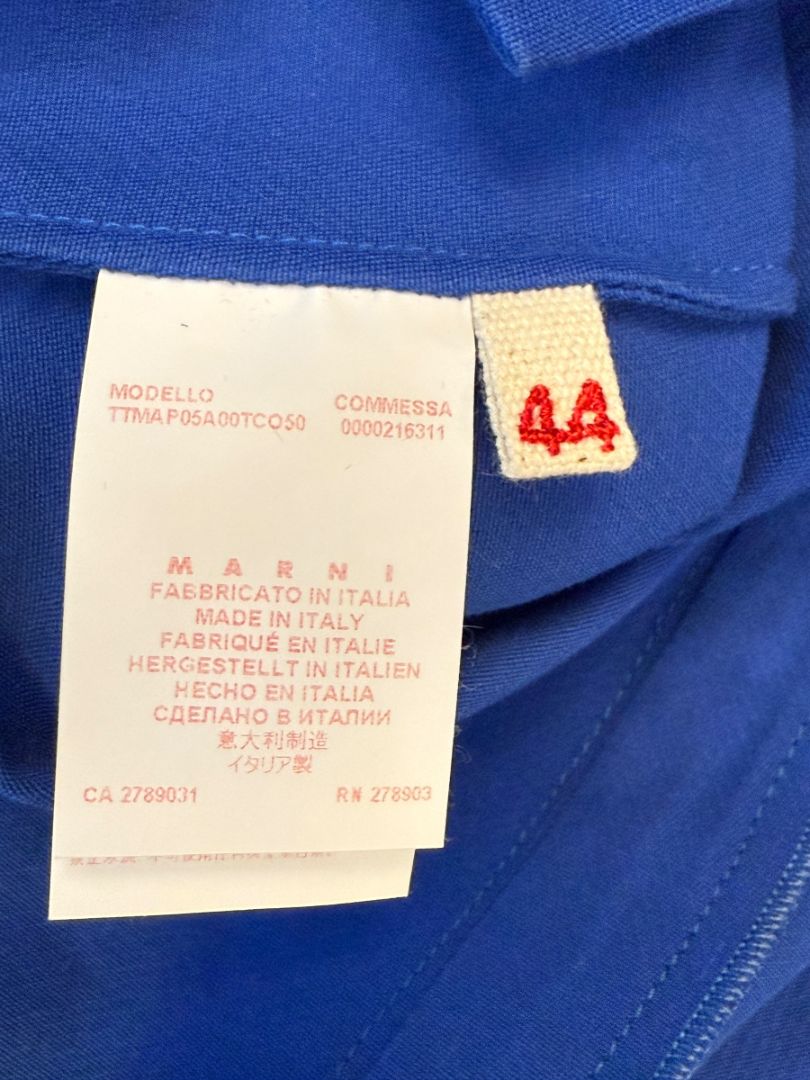 MODELLO
TTMAP05A00TCO50
COMMESSA
0000216311
44
MARNI
FABBRICATO IN ITALIA
MADE IN ITALY
FABRIQUÉ EN ITALIE
HERGESTELLT IN ITALIEN
HECHO EN ITALIA
СДЕЛАНО В ИТАЛИИ
意大利制造
イタリア製
CA 2789031
RN 278903